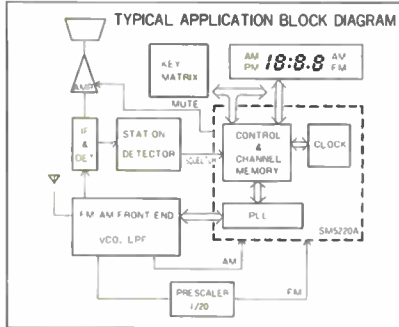 TYPICAL APPLICATION BLOCK DIAGRAM
KEY
MATRIX
AM
PM
18:8.8
AM
FM
AMP
MUTE
IF
&
DET
STATION
DETECTOR
CONTROL
&
CHANNEL
MEMORY
CLOCK
FM AM FRONT END
VCO, LPF
PLL
SM5220A
AM
PRESCALER
1/20
FM